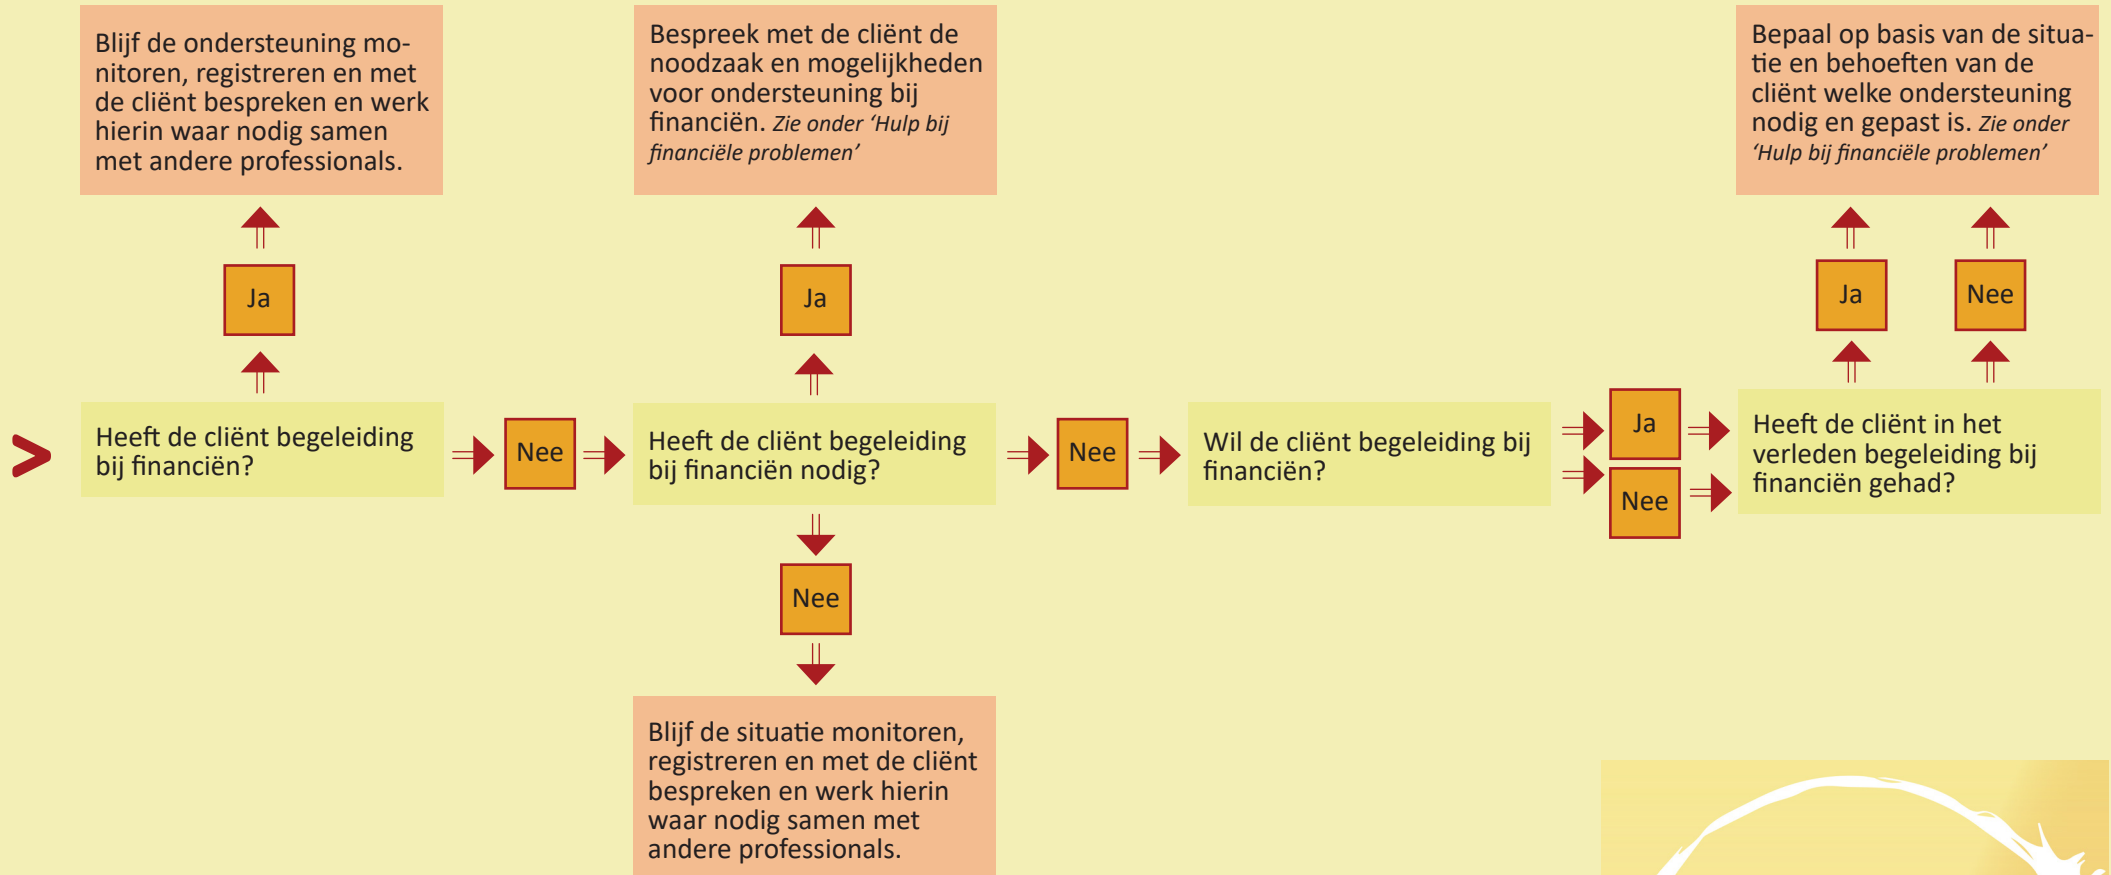 Blijf de ondersteuning mo-
nitoren, registreren en met
de cliënt bespreken en werk
hierin waar nodig samen
met andere professionals.
Bespreek met de cliënt de
noodzaak en mogelijkheden
voor ondersteuning bij
financiën. Zie onder ‘Hulp bij
financiële problemen’
Bepaal op basis van de situa-
tie en behoeften van de
cliënt welke ondersteuning
nodig en gepast is. Zie onder
‘Hulp bij financiële problemen’
Ja
Ja
Ja
Nee
>
Heeft de cliënt begeleiding
bij financiën?
Nee
Heeft de cliënt begeleiding
bij financiën nodig?
Nee
Wil de cliënt begeleiding bij
financiën?
Ja
Nee
Heeft de cliënt in het
verleden begeleiding bij
financiën gehad?
Nee
Blijf de situatie monitoren,
registreren en met de cliënt
bespreken en werk hierin
waar nodig samen met
andere professionals.